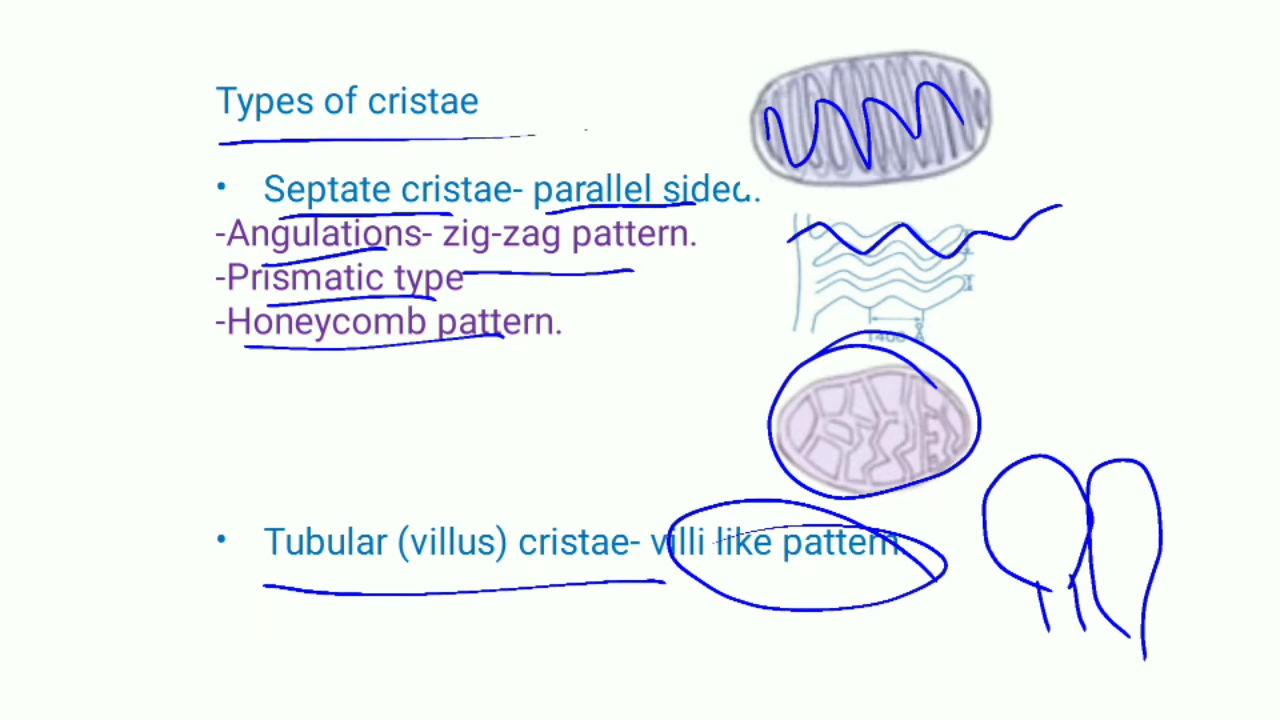 Types of cristae
• Septate cristae- parallel sided.
-Angulations- zig-zag pattern.
-Prismatic type
-Honeycomb pattern.
1400 Å
• Tubular (villus) cristae- villi like pattern